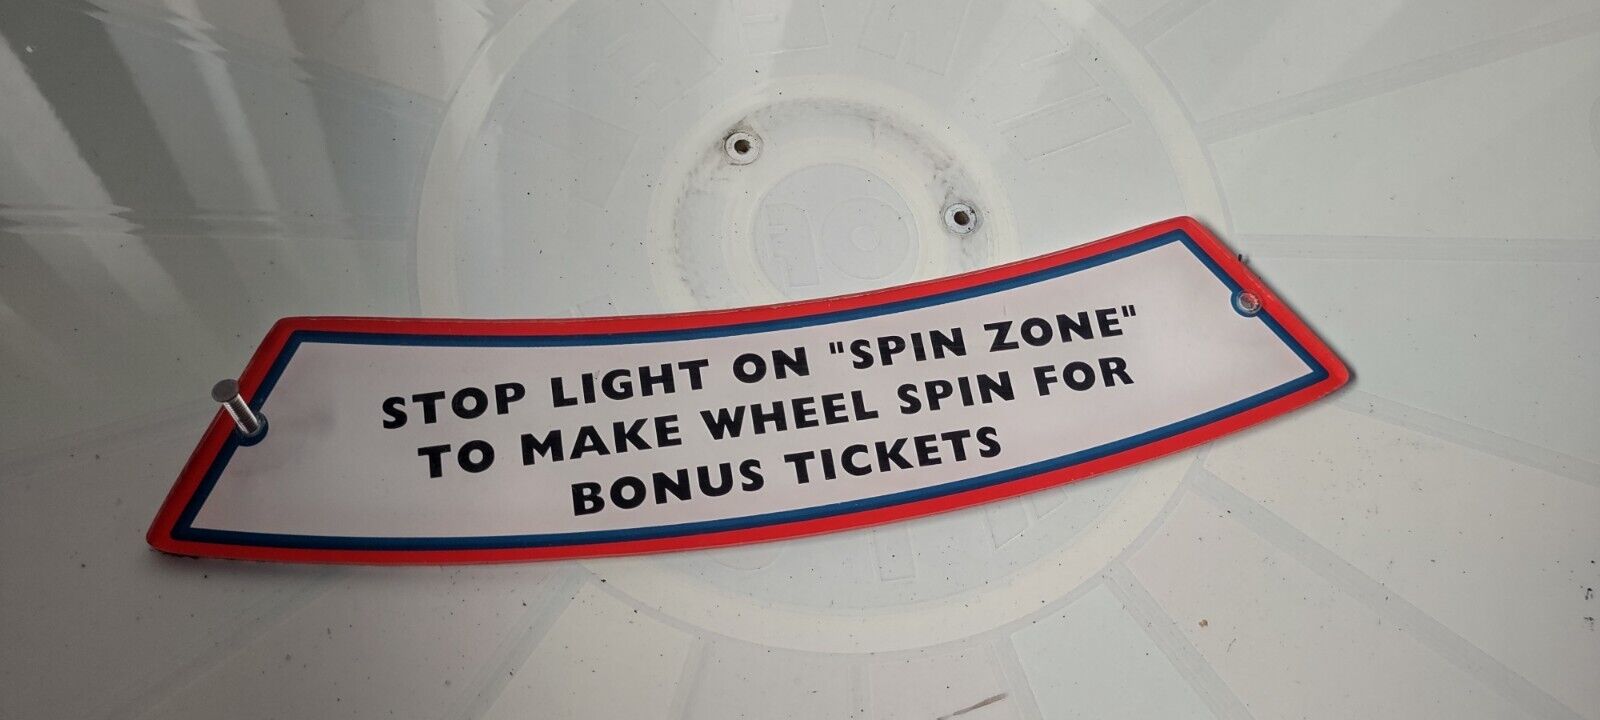 STOP LIGHT ON "SPIN ZONE"
TO MAKE WHEEL SPIN FOR
BONUS TICKETS